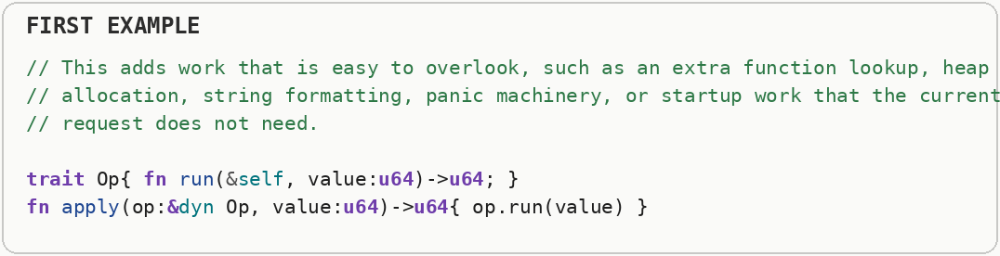 FIRST EXAMPLE
// This adds work that is easy to overlook, such as an extra function lookup, heap
// allocation, string formatting, panic machinery, or startup work that the current
// request does not need.
trait Op{ fn run(&self, value:u64)->u64; }
fn apply(op:&dyn Op, value:u64)->u64{ op.run(value) }